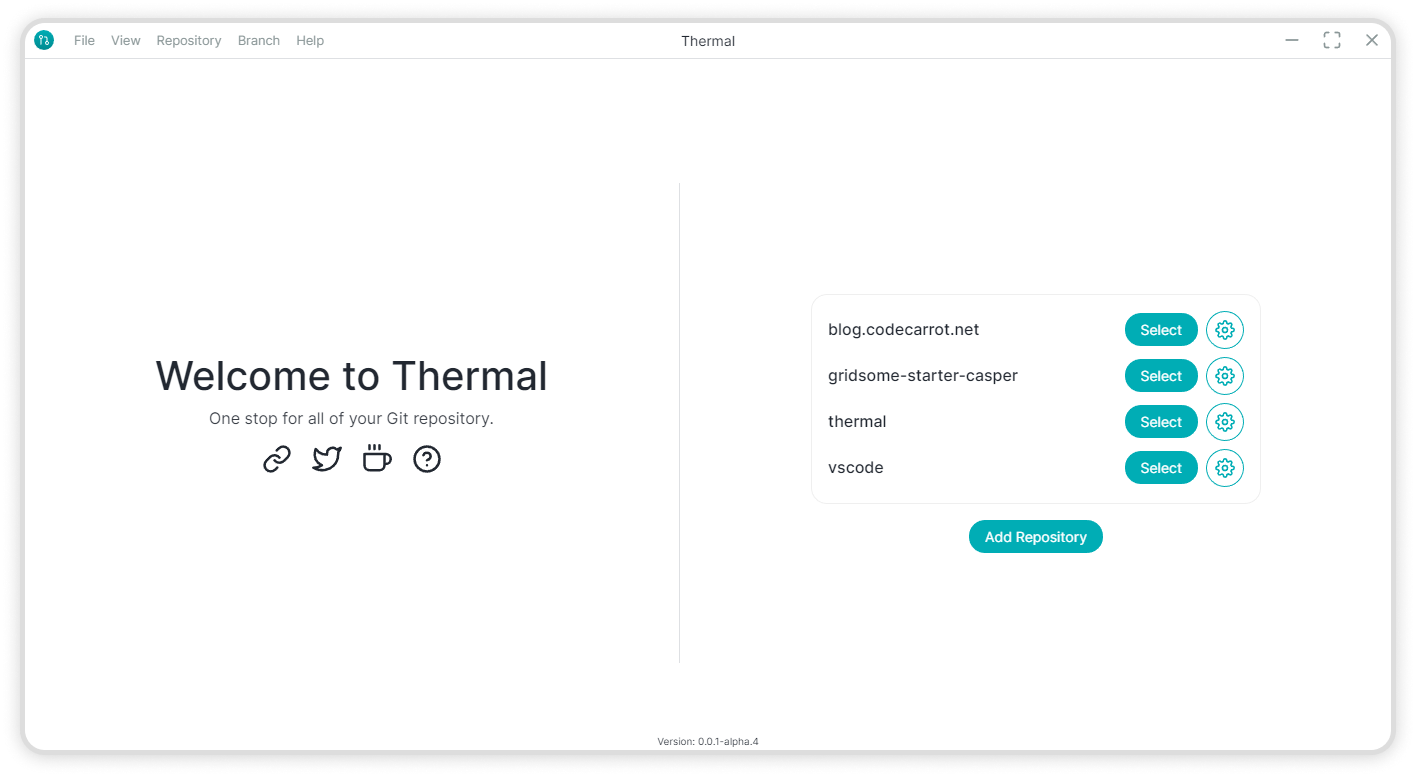 File View Repository Branch Help
Thermal
Welcome to Thermal
One stop for all of your Git repository.
blog.codecarrot.net Select
gridsome-starter-casper Select
thermal Select
vscode Select
Add Repository
Version: 0.0.1-alpha.4